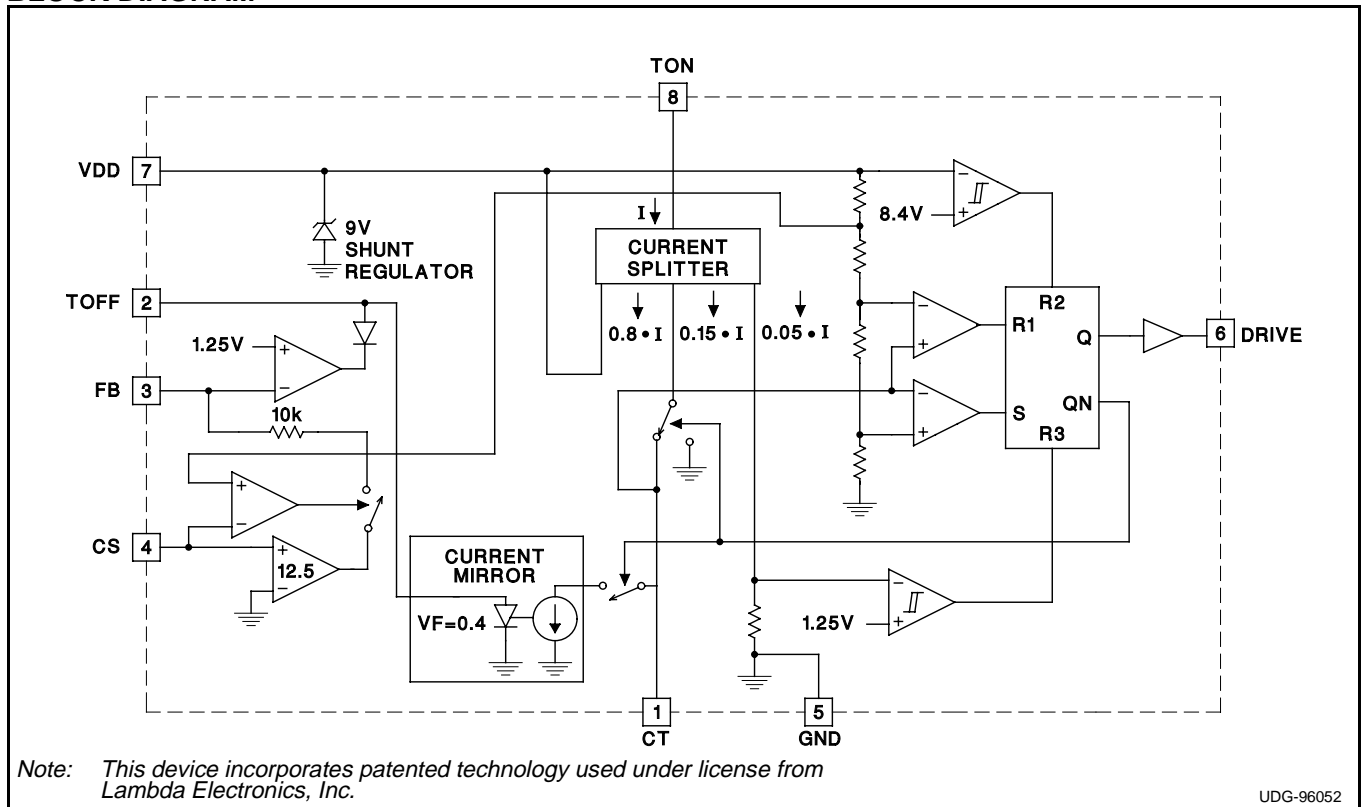 TON
8
VDD
7
9V
SHUNT
REGULATOR
I
CURRENT
SPLITTER
8.4V
−
+
TOFF
2
0.8 • I
0.15 • I
0.05 • I
−
+
R1
R2
Q
6
DRIVE
1.25V
+
−
FB
3
10k
−
+
S
QN
R3
+
−
CS
4
+
12.5
−
CURRENT
MIRROR
VF=0.4
1.25V
−
+
1
CT
5
GND
Note: This device incorporates patented technology used under license from
Lambda Electronics, Inc.
UDG-96052